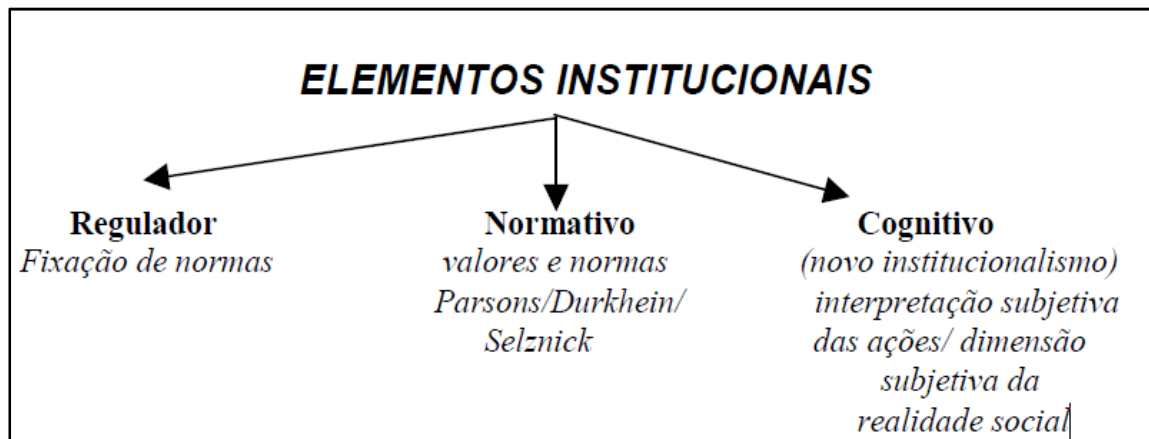 ELEMENTOS INSTITUCIONAIS
Regulador
Fixação de normas
Normativo
valores e normas
Parsons/Durkhein/
Selznick
Cognitivo
(novo institucionalismo)
interpretação subjetiva
das ações/ dimensão
subjetiva da
realidade social